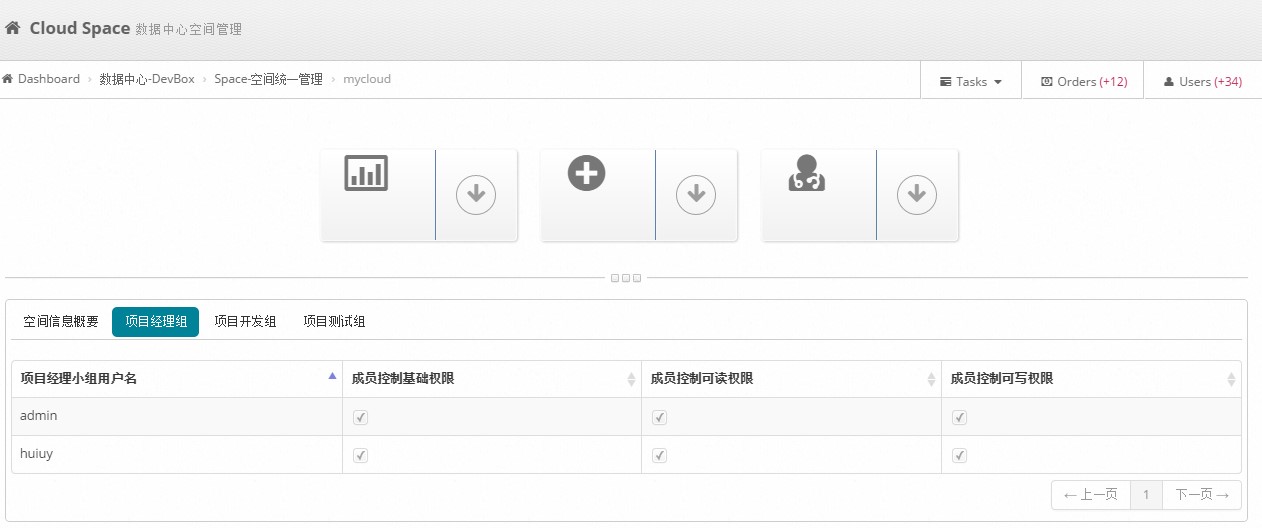 Cloud Space 数据中心空间管理
Dashboard › 数据中心-DevBox › Space-空间统一管理 › mycloud
Tasks Orders (+12) Users (+34)
空间信息概要 项目经理组 项目开发组 项目测试组
项目经理小组用户名 成员控制基础权限 成员控制可读权限 成员控制可写权限
admin
huiuy
← 上一页 1 下一页 →